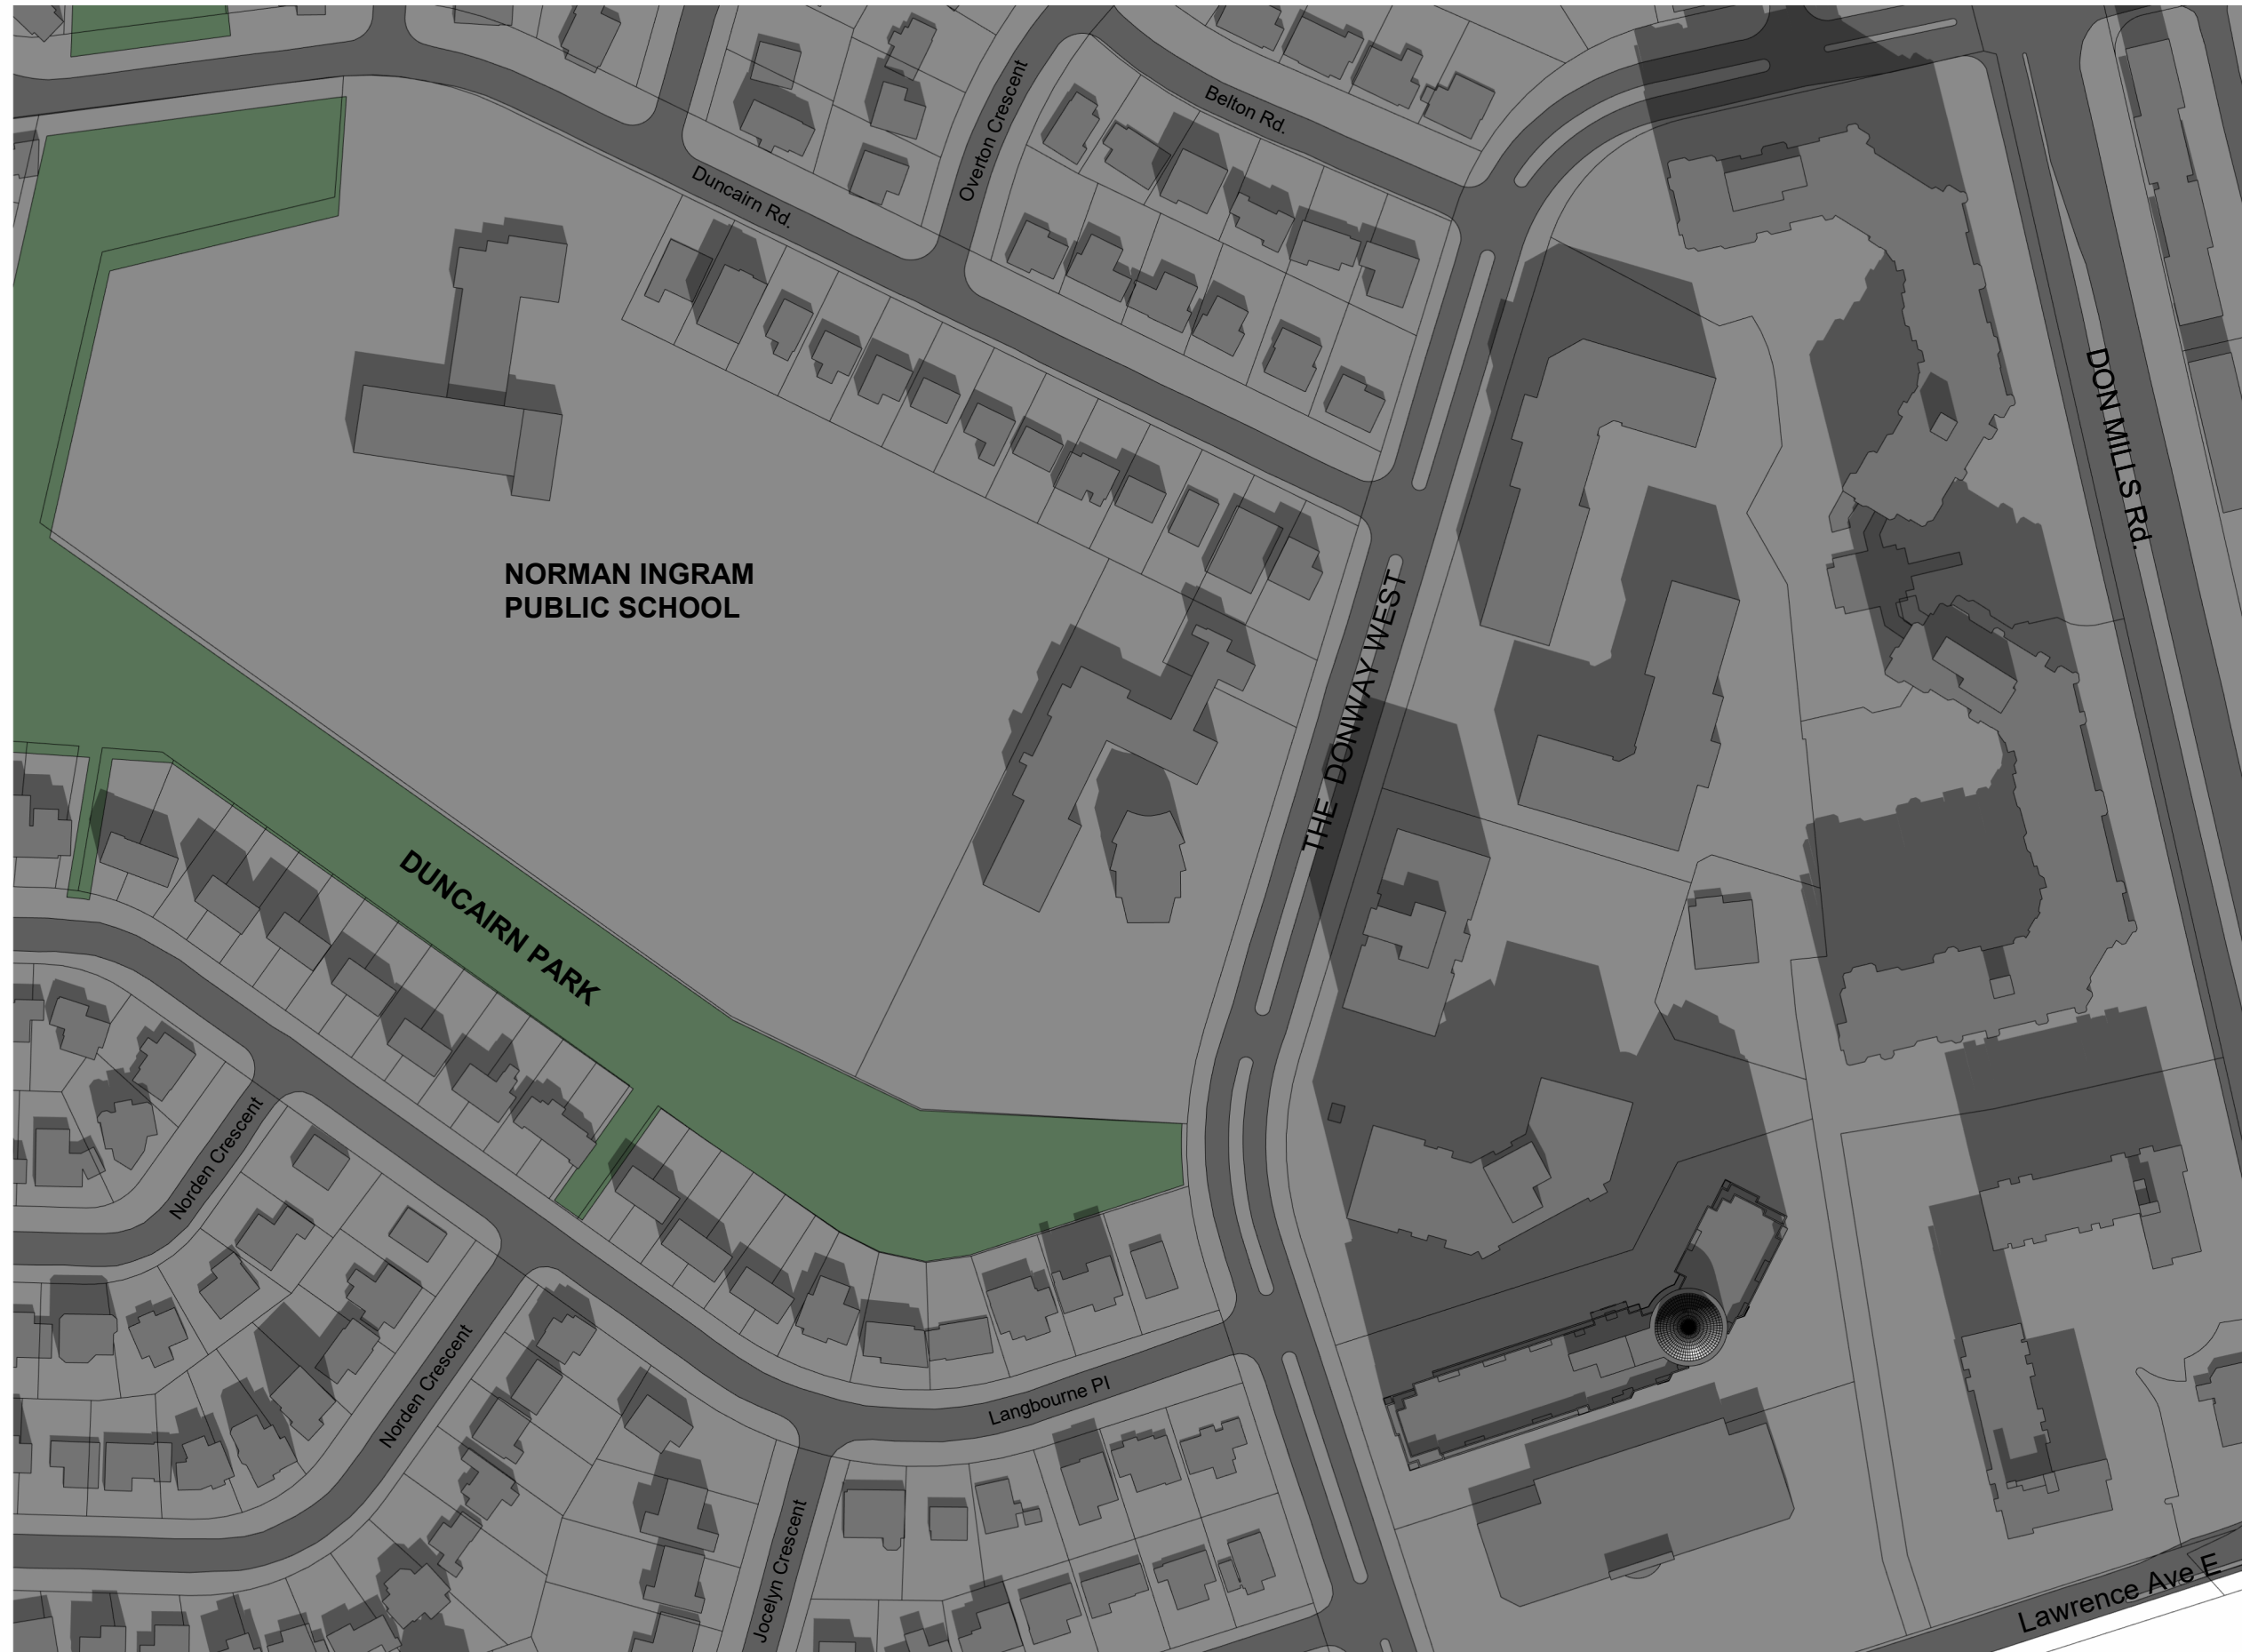 Belton Rd.
Overton Crescent
Duncairn Rd.
DON MILLS Rd.
NORMAN INGRAM
PUBLIC SCHOOL
THE DONWAY WEST
DUNCAIRN PARK
Norden Crescent
Norden Crescent
Langbourne Pl
Jocelyn Crescent
Lawrence Ave E